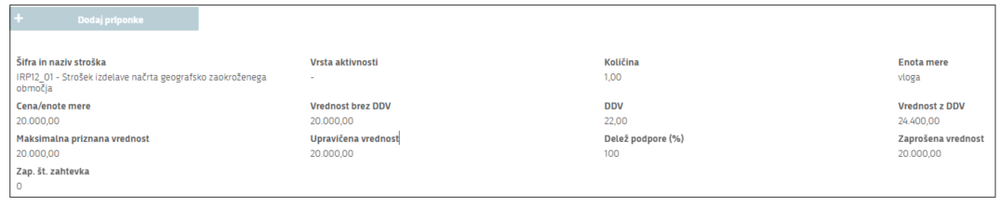 + Dodaj priponke
Šifra in naziv stroška Vrsta aktivnosti Količina Enota mere
IRP12_01 - Strošek izdelave načrta geografsko zaokroženega - 1,00 vloga
območja
Cena/enote mere Vrednost brez DDV DDV Vrednost z DDV
20.000,00 20.000,00 22,00 24.400,00
Maksimalna priznana vrednost Upravičena vrednost Delež podpore (%) Zaprošena vrednost
20.000,00 20.000,00 100 20.000,00
Zap. št. zahtevka
0